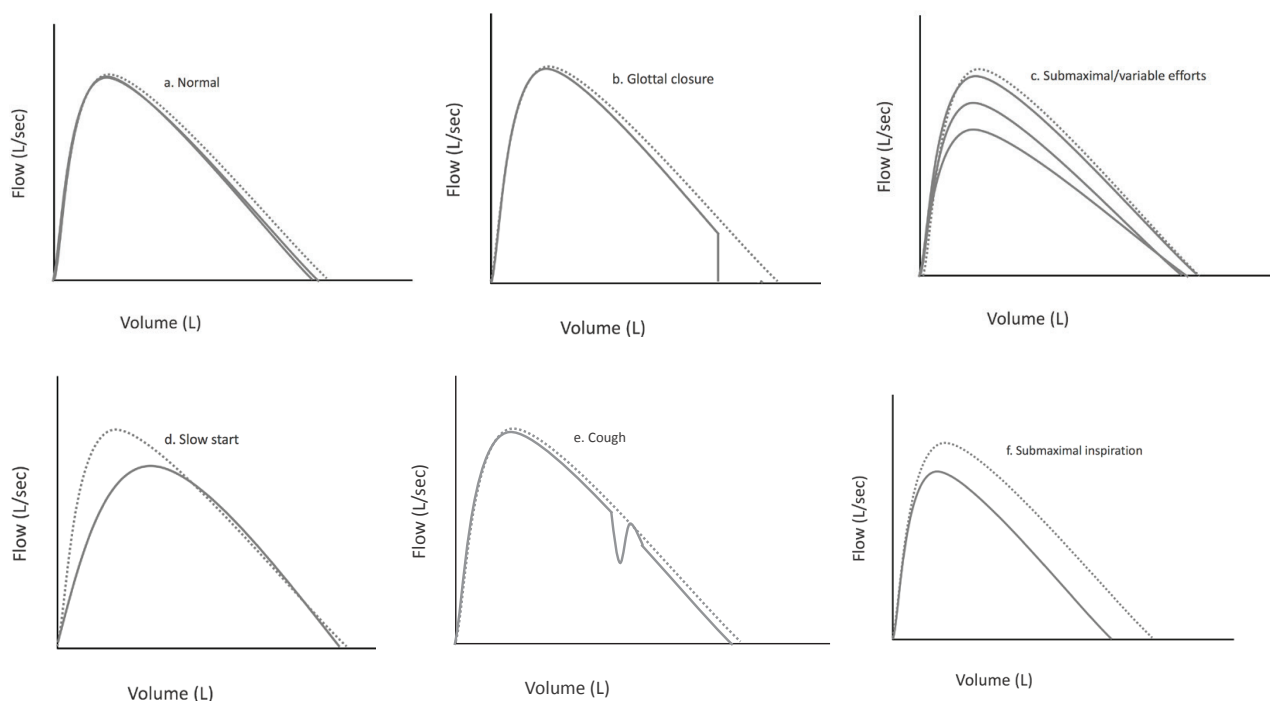 a. Normal
Flow (L/sec)
Volume (L)
b. Glottal closure
Flow (L/sec)
Volume (L)
c. Submaximal/variable efforts
Flow (L/sec)
Volume (L)
d. Slow start
Flow (L/sec)
Volume (L)
e. Cough
Flow (L/sec)
Volume (L)
f. Submaximal inspiration
Flow (L/sec)
Volume (L)